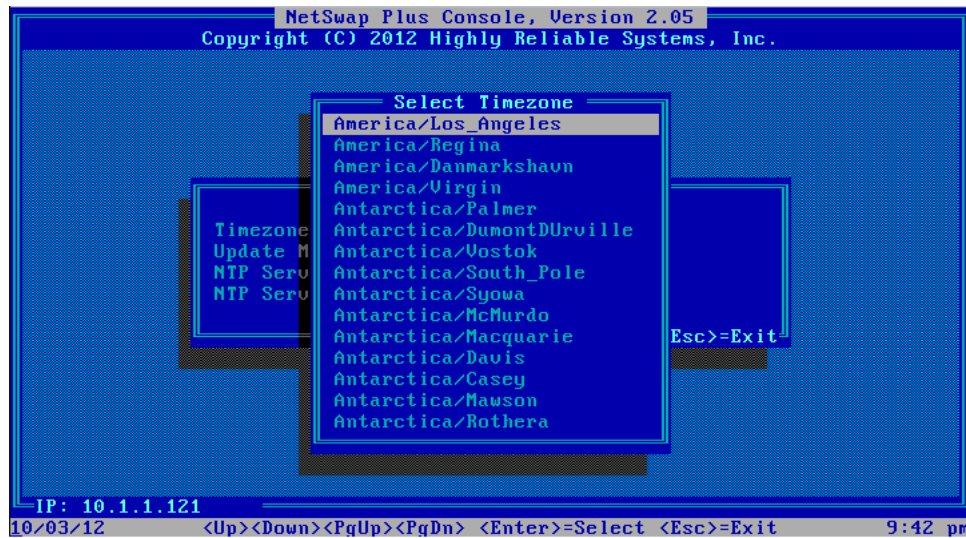 NetSwap Plus Console, Version 2.05
Copyright (C) 2012 Highly Reliable Systems, Inc.
Select Timezone
America/Los_Angeles
America/Regina
America/Danmarkshavn
America/Virgin
Antarctica/Palmer
Timezone
Antarctica/DumontDUrville
Update M
Antarctica/Vostok
NTP Serv
Antarctica/South_Pole
NTP Serv
Antarctica/Syowa
Antarctica/McMurdo
Antarctica/Macquarie
Esc>=Exit
Antarctica/Davis
Antarctica/Casey
Antarctica/Mawson
Antarctica/Rothera
IP: 10.1.1.121
10/03/12 <Up><Down><PgUp><PgDn> <Enter>=Select <Esc>=Exit 9:42 pm